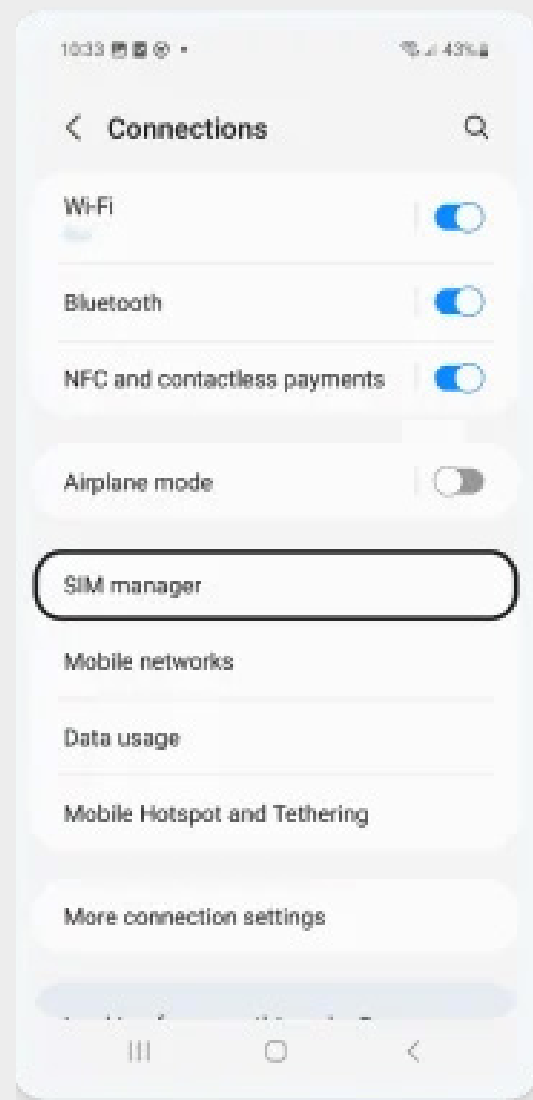 10:33 43%
Connections
Wi-Fi
Bluetooth
NFC and contactless payments
Airplane mode
SIM manager
Mobile networks
Data usage
Mobile Hotspot and Tethering
More connection settings